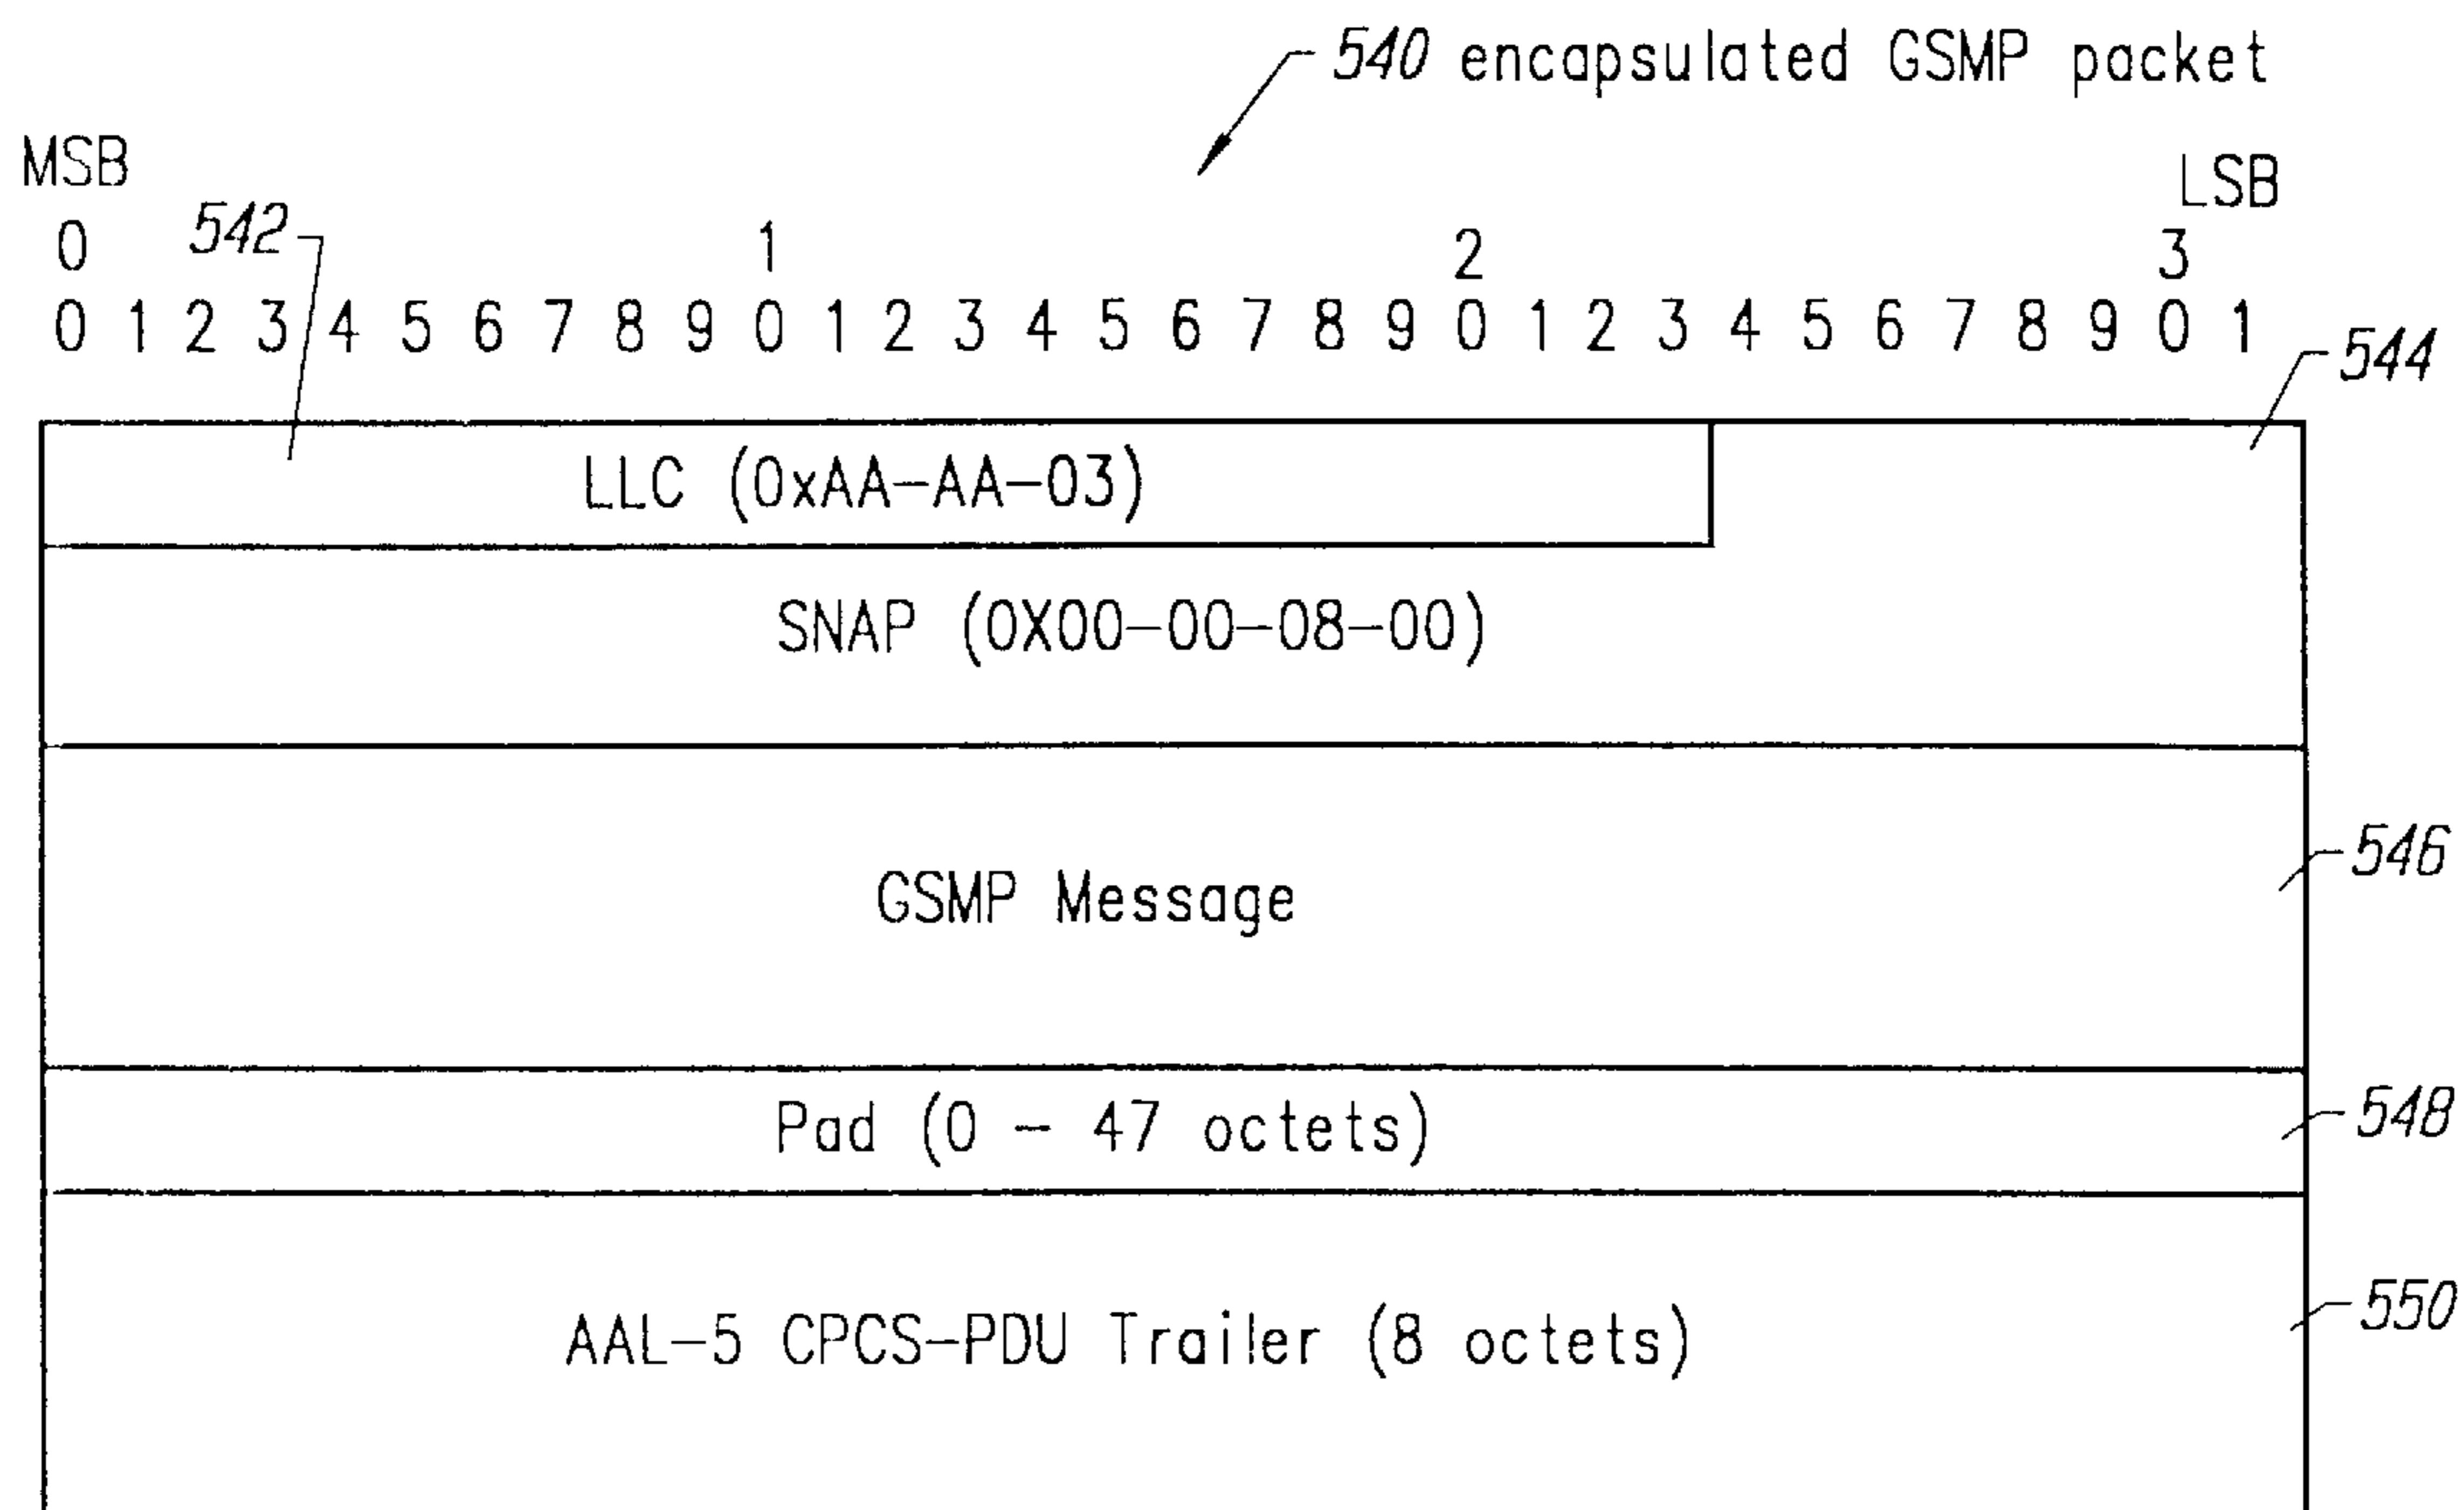 540 encapsulated GSMP packet
MSB
LSB
542
0 1 2 3
0 1 2 3 4 5 6 7 8 9 0 1 2 3 4 5 6 7 8 9 0 1 2 3 4 5 6 7 8 9 0 1
544
LLC (0xAA-AA-03)
SNAP (0X00-00-08-00)
546
GSMP Message
Pad (0 - 47 octets)
548
550
AAL-5 CPCS-PDU Trailer (8 octets)